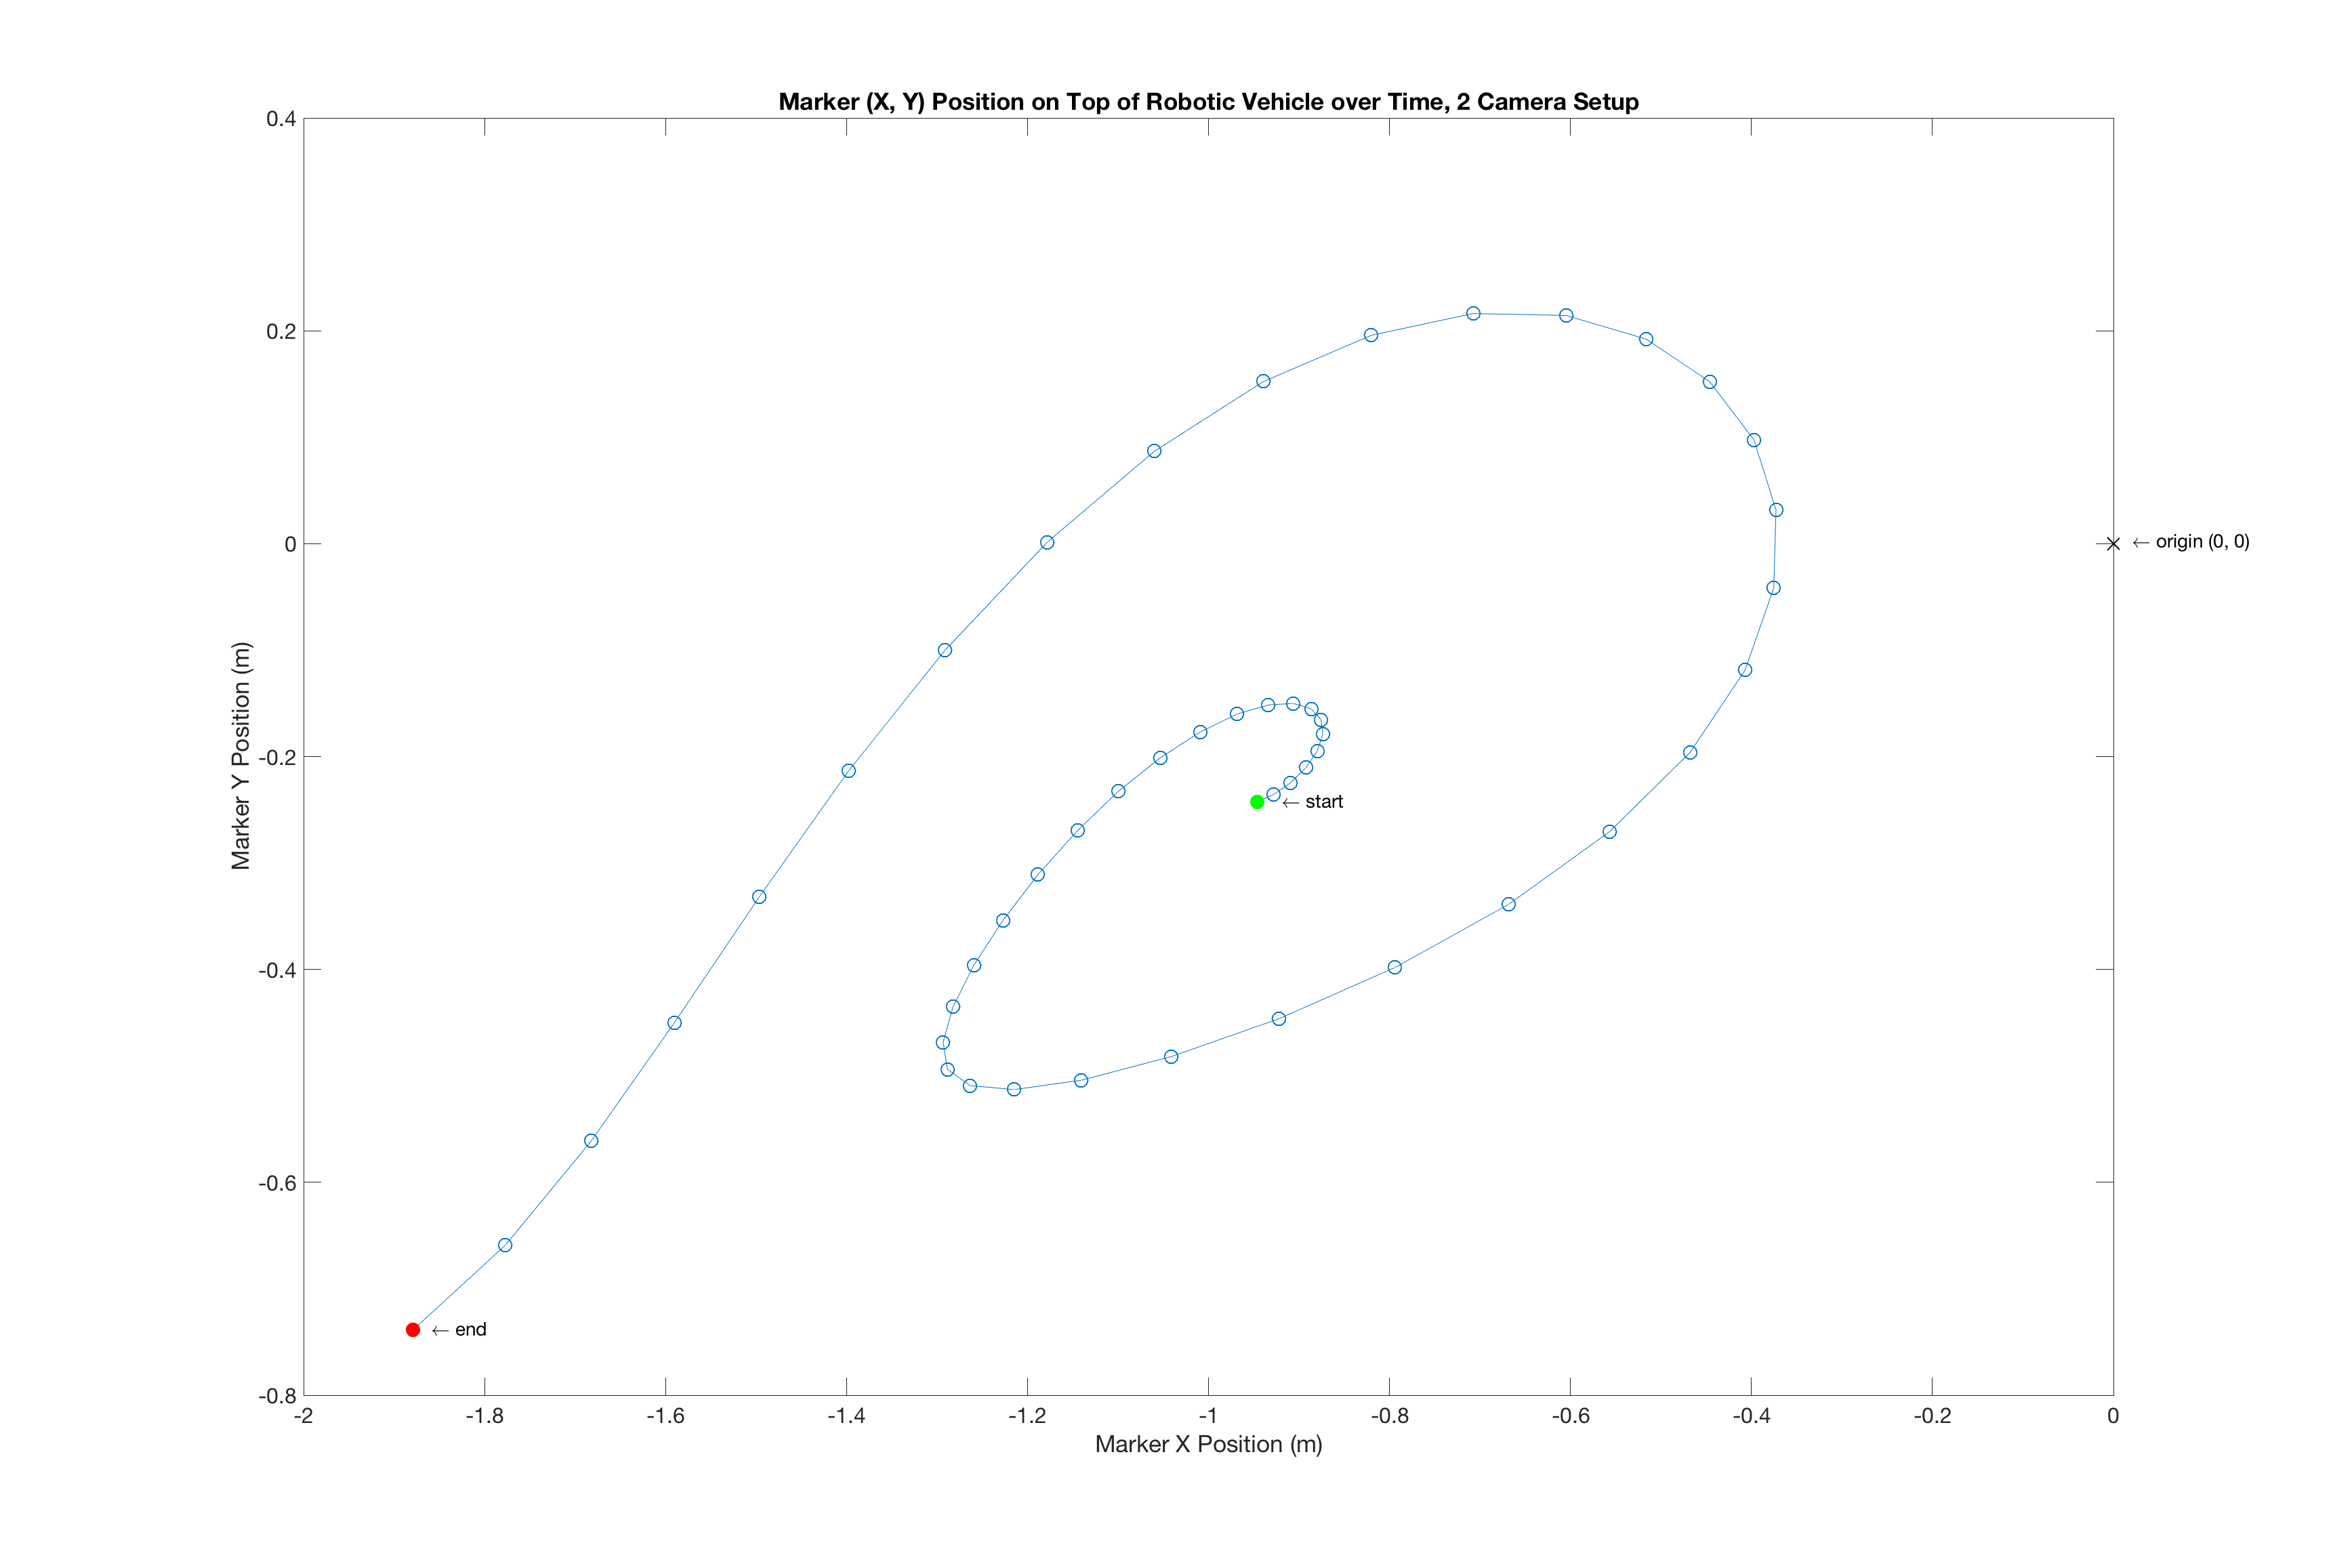 Marker (X, Y) Position on Top of Robotic Vehicle over Time, 2 Camera Setup
0.4
0.2
0
-0.2
-0.4
-0.6
-0.8
Marker Y Position (m)
← origin (0, 0)
← start
← end
-2 -1.8 -1.6 -1.4 -1.2 -1 -0.8 -0.6 -0.4 -0.2 0
Marker X Position (m)